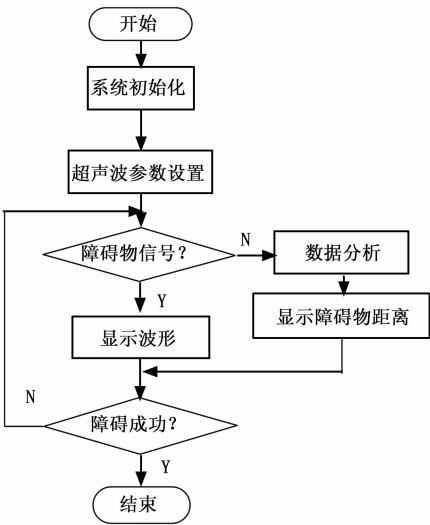 开始
系统初始化
超声波参数设置
障碍物信号?
N
数据分析
Y
显示波形
显示障碍物距离
N
障碍成功?
Y
结束